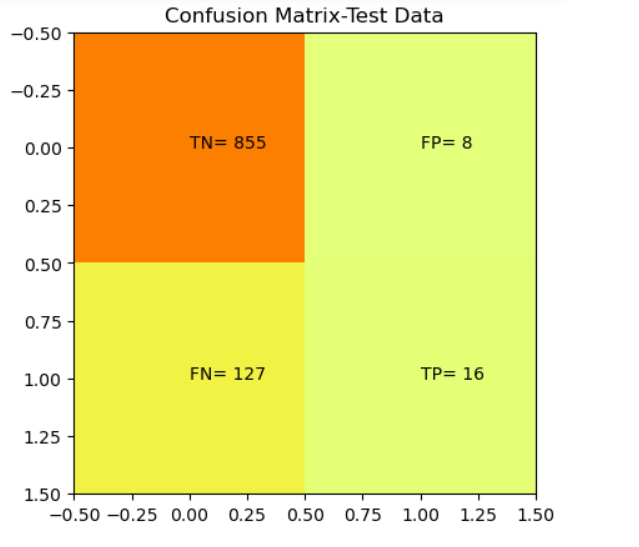 Confusion Matrix-Test Data
−0.50
−0.25
0.00
TN= 855
FP= 8
0.25
0.50
0.75
1.00
FN= 127
TP= 16
1.25
1.50
−0.50 −0.25 0.00 0.25 0.50 0.75 1.00 1.25 1.50